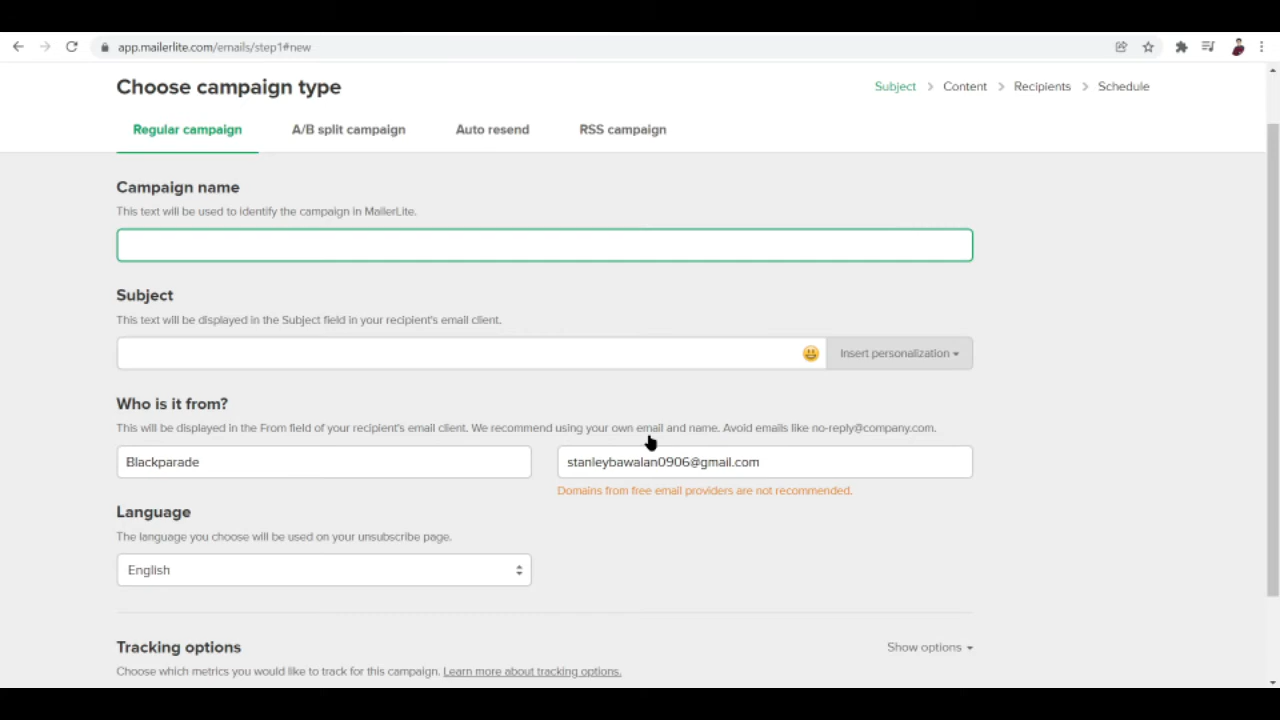 app.mailerlite.com/emails/step1#new
Choose campaign type
Subject > Content > Recipients > Schedule
Regular campaign
A/B split campaign
Auto resend
RSS campaign
Campaign name
This text will be used to identify the campaign in MailerLite.
Subject
This text will be displayed in the Subject field in your recipient's email client.
Insert personalization
Who is it from?
This will be displayed in the From field of your recipient's email client. We recommend using your own email and name. Avoid emails like no-reply@company.com.
Blackparade
stanleybawalan0906@gmail.com
Domains from free email providers are not recommended.
Language
The language you choose will be used on your unsubscribe page.
English
Tracking options
Show options
Choose which metrics you would like to track for this campaign. Learn more about tracking options.